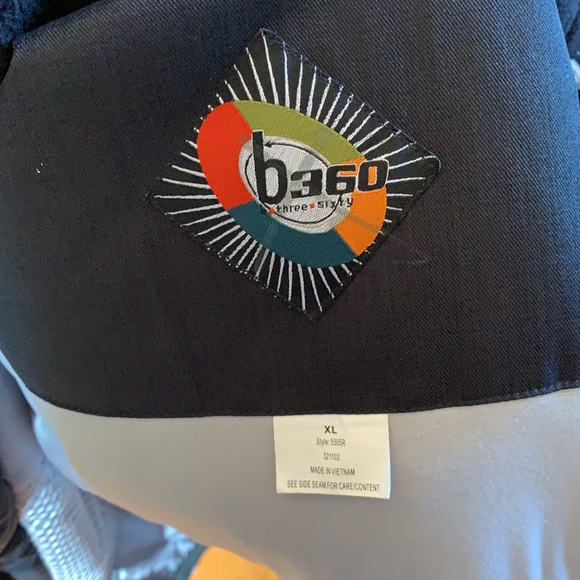 b360
b•three•sixty
XL
Style: 5505R
321102
MADE IN VIETNAM
SEE SIDE SEAM FOR CARE/CONTENT